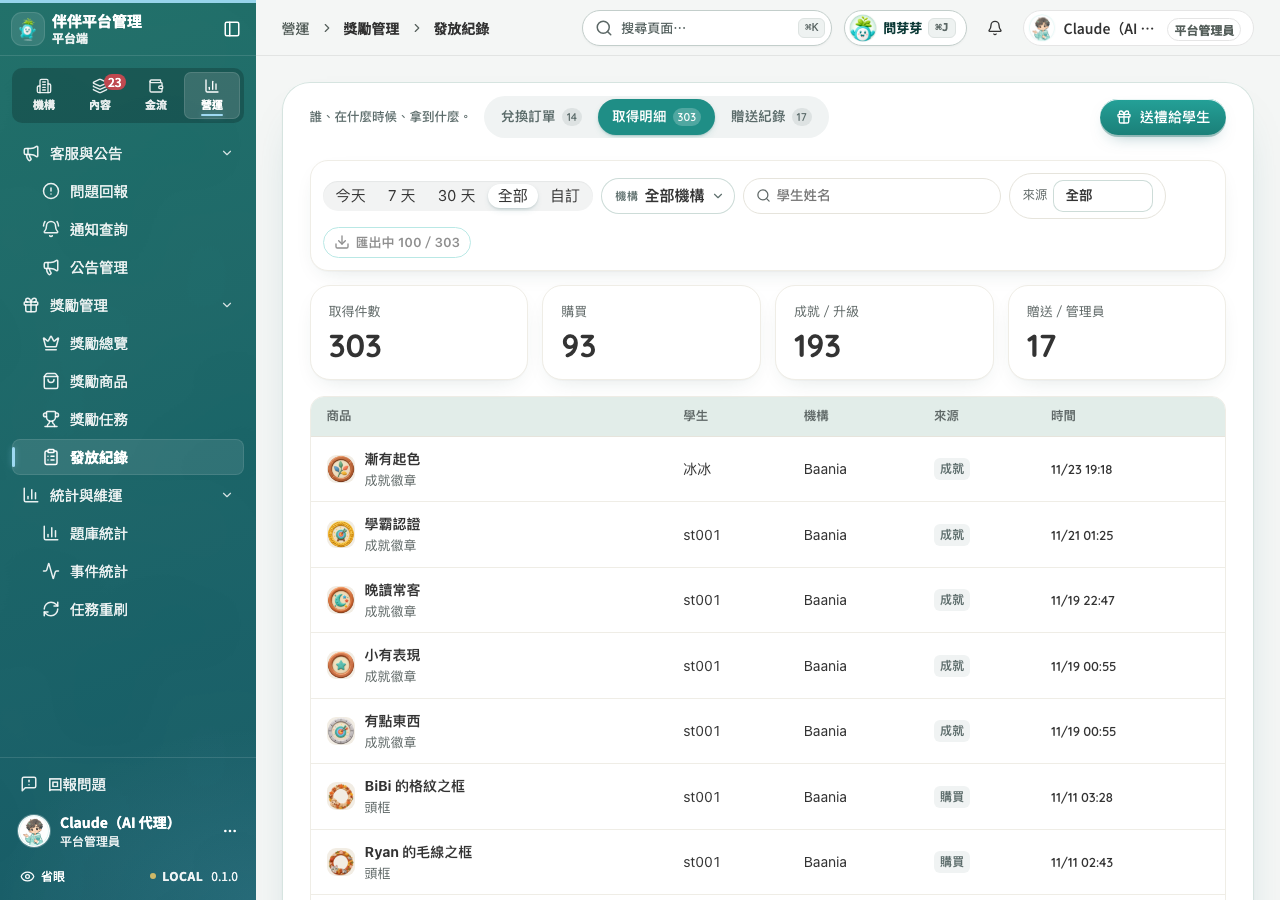 伴伴平台管理
平台端
機構
內容
23
金流
營運
客服與公告
問題回報
通知查詢
公告管理
獎勵管理
獎勵總覽
獎勵商品
獎勵任務
發放紀錄
統計與維運
題庫統計
事件統計
任務重刷
回報問題
Claude（AI 代理）
平台管理員
省眼
LOCAL 0.1.0
營運 > 獎勵管理 > 發放紀錄
搜尋頁面… ⌘K
問芽芽 ⌘J
Claude（AI … 平台管理員
誰、在什麼時候、拿到什麼。
兌換訂單 14
取得明細 303
贈送紀錄 17
送禮給學生
今天 7 天 30 天 全部 自訂
機構 全部機構
學生姓名
來源 全部
匯出中 100 / 303
取得件數
303
購買
93
成就 / 升級
193
贈送 / 管理員
17
商品 學生 機構 來源 時間
漸有起色
成就徽章
冰冰 Baania 成就 11/23 19:18
學霸認證
成就徽章
st001 Baania 成就 11/21 01:25
晚讀常客
成就徽章
st001 Baania 成就 11/19 22:47
小有表現
成就徽章
st001 Baania 成就 11/19 00:55
有點東西
成就徽章
st001 Baania 成就 11/19 00:55
BiBi 的格紋之框
頭框
st001 Baania 購買 11/11 03:28
Ryan 的毛線之框
頭框
st001 Baania 購買 11/11 02:43